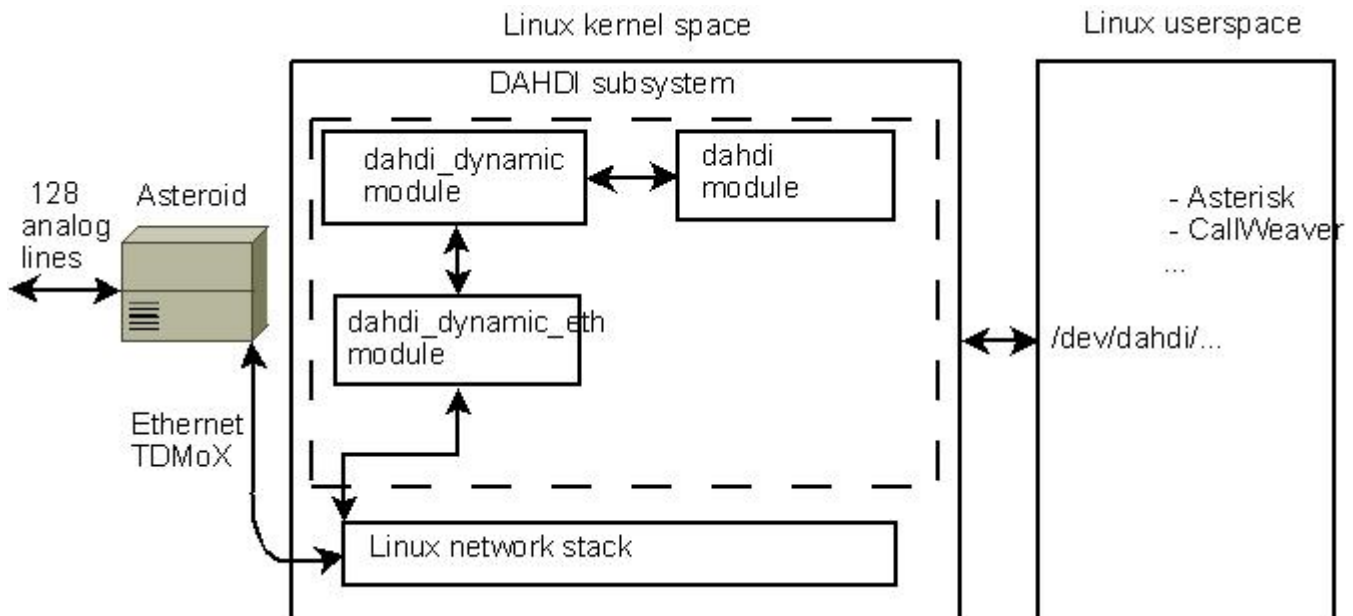 Linux kernel space
Linux userspace
DAHDI subsystem
dahdi_dynamic
module
dahdi
module
128
analog
lines
Asteroid
- Asterisk
- CallWeaver
...
dahdi_dynamic_eth
module
/dev/dahdi/...
Ethernet
TDMoX
Linux network stack